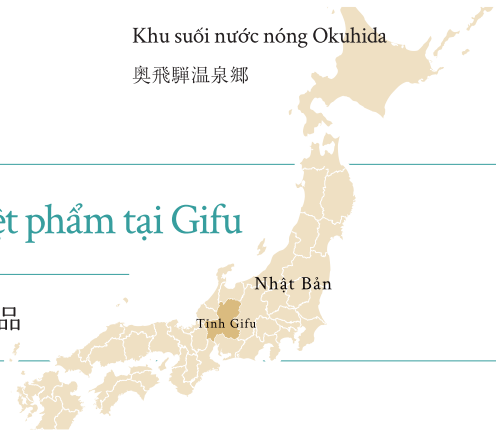 Khu suối nước nóng Okuhida
奥飛騨温泉郷
ệt phẩm tại Gifu
Nhật Bản
品
Tỉnh Gifu